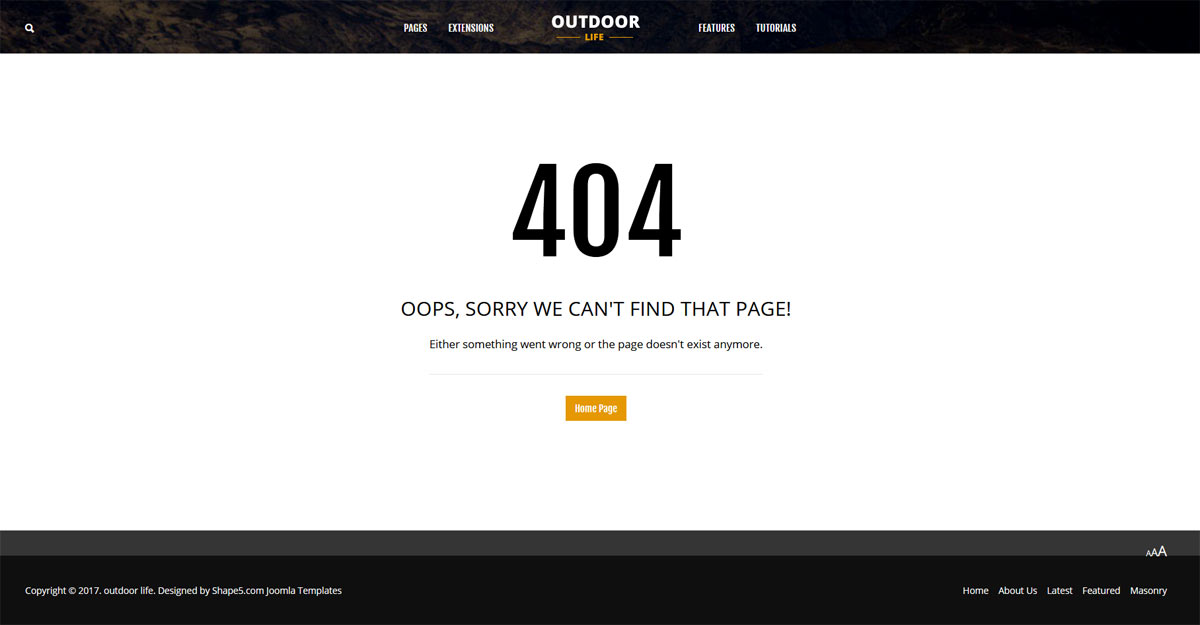 PAGES EXTENSIONS OUTDOOR FEATURES TUTORIALS
LIFE
404
OOPS, SORRY WE CAN'T FIND THAT PAGE!
Either something went wrong or the page doesn't exist anymore.
Home Page
AAA
Copyright © 2017. outdoor life. Designed by Shape5.com Joomla Templates
Home About Us Latest Featured Masonry